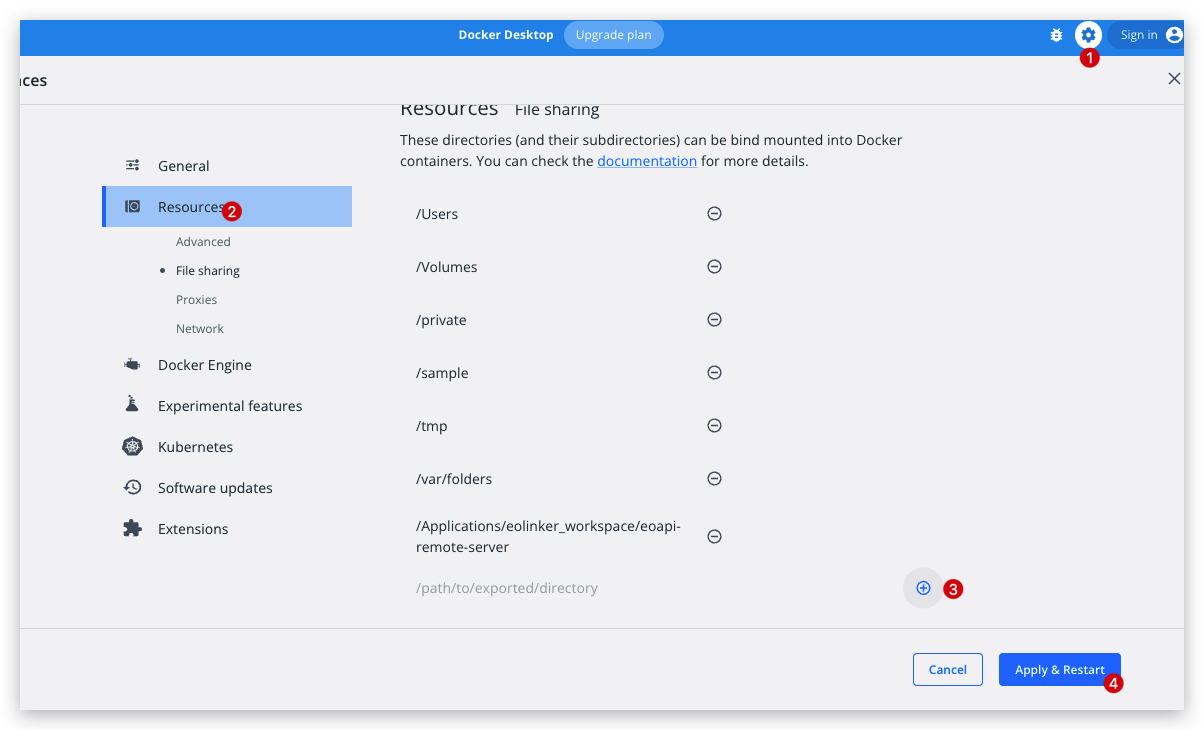 Docker Desktop
Upgrade plan
Sign in
1
ces
Resources File sharing
These directories (and their subdirectories) can be bind mounted into Docker
containers. You can check the documentation for more details.
General
Resources
2
Advanced
File sharing
Proxies
Network
Docker Engine
Experimental features
Kubernetes
Software updates
Extensions
/Users
/Volumes
/private
/sample
/tmp
/var/folders
/Applications/eolinker_workspace/eoapi-
remote-server
/path/to/exported/directory
3
Cancel
Apply & Restart
4